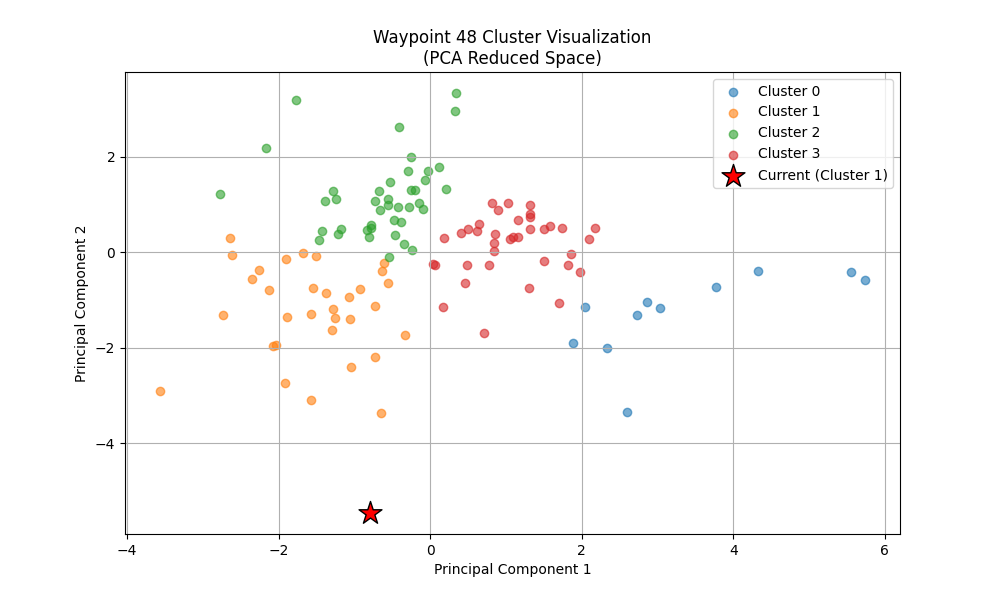 Waypoint 48 Cluster Visualization
(PCA Reduced Space)
Cluster 0
Cluster 1
Cluster 2
Cluster 3
Current (Cluster 1)
Principal Component 2
2
0
−2
−4
−4
−2
0
2
4
6
Principal Component 1